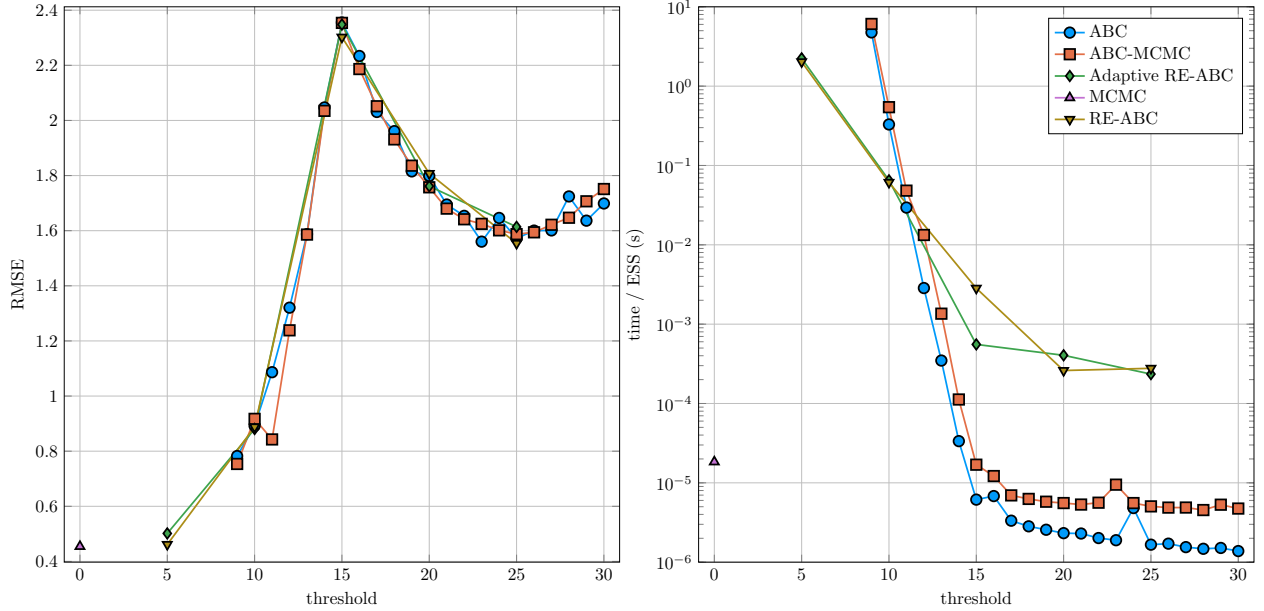 2.4
2.2
2
1.8
1.6
1.4
1.2
1
0.8
0.6
0.4
RMSE
0 5 10 15 20 25 30
threshold
10^0
10^−1
10^−2
10^−3
10^−4
10^−5
10^−6
time / ESS (s)
0 5 10 15 20 25 30
threshold
ABC
ABC-MCMC
Adaptive RE-ABC
MCMC
RE-ABC